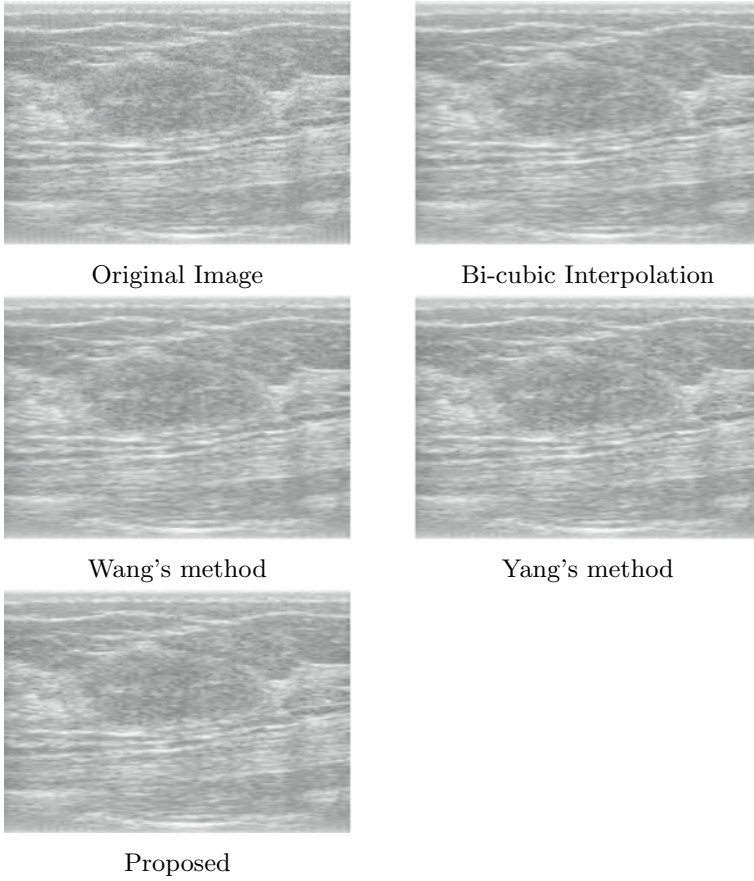 Original Image
Bi-cubic Interpolation
Wang's method
Yang's method
Proposed